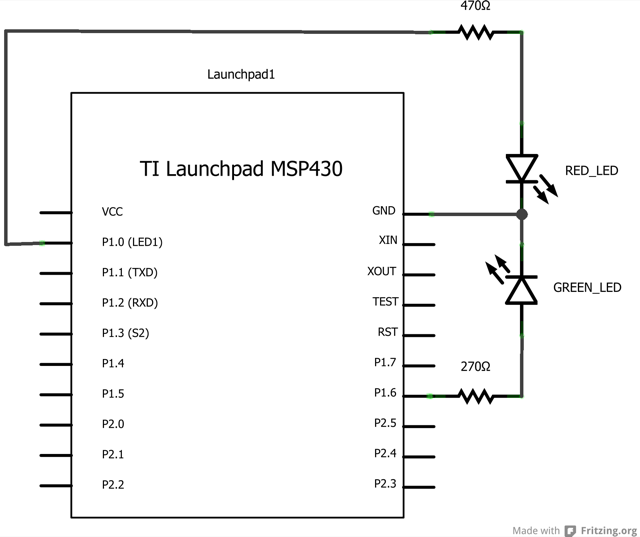 470Ω
Launchpad1
TI Launchpad MSP430
RED_LED
VCC
GND
P1.0 (LED1)
XIN
P1.1 (TXD)
XOUT
GREEN_LED
P1.2 (RXD)
TEST
P1.3 (S2)
RST
P1.4
P1.7
270Ω
P1.5
P1.6
P2.0
P2.5
P2.1
P2.4
P2.2
P2.3
Made with Fritzing.org